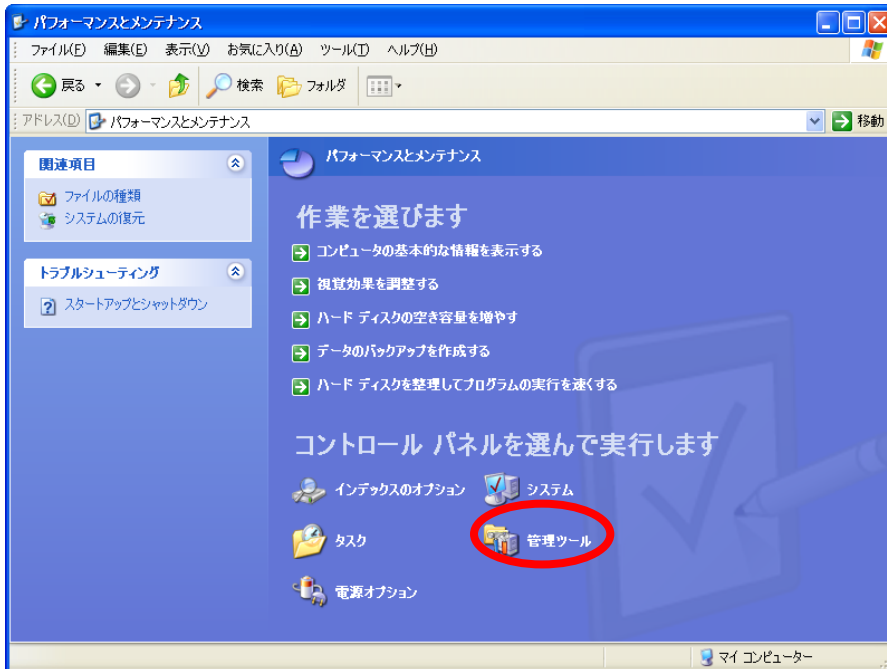 パフォーマンスとメンテナンス
ファイル(F) 編集(E) 表示(V) お気に入り(A) ツール(T) ヘルプ(H)
戻る 検索 フォルダ
アドレス(D) パフォーマンスとメンテナンス 移動
関連項目
ファイルの種類
システムの復元
トラブルシューティング
スタートアップとシャットダウン
パフォーマンスとメンテナンス
作業を選びます
コンピュータの基本的な情報を表示する
視覚効果を調整する
ハード ディスクの空き容量を増やす
データのバックアップを作成する
ハード ディスクを整理してプログラムの実行を速くする
コントロール パネルを選んで実行します
インデックスのオプション システム
タスク 管理ツール
電源オプション
マイ コンピューター